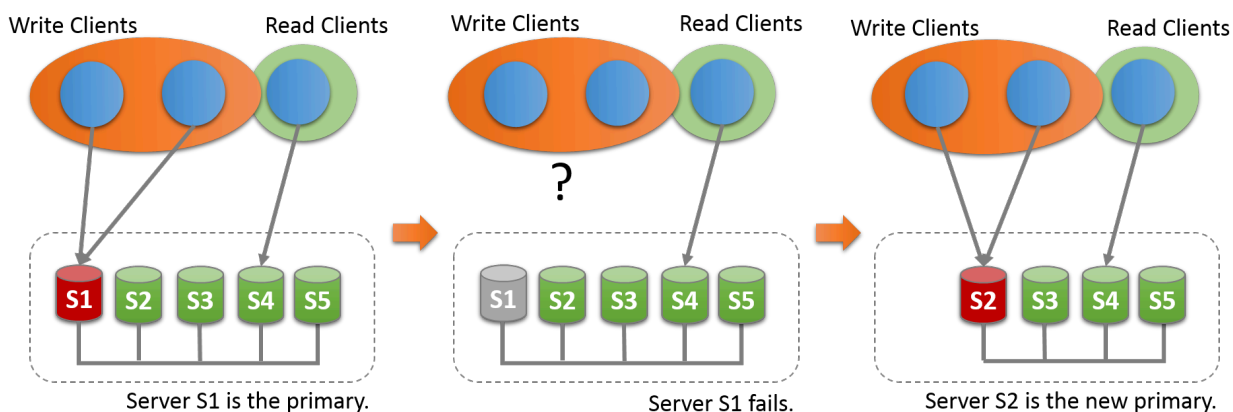 Write Clients
Read Clients
S1 S2 S3 S4 S5
Server S1 is the primary.
Write Clients
Read Clients
?
S1 S2 S3 S4 S5
Server S1 fails.
Write Clients
Read Clients
S2 S3 S4 S5
Server S2 is the new primary.